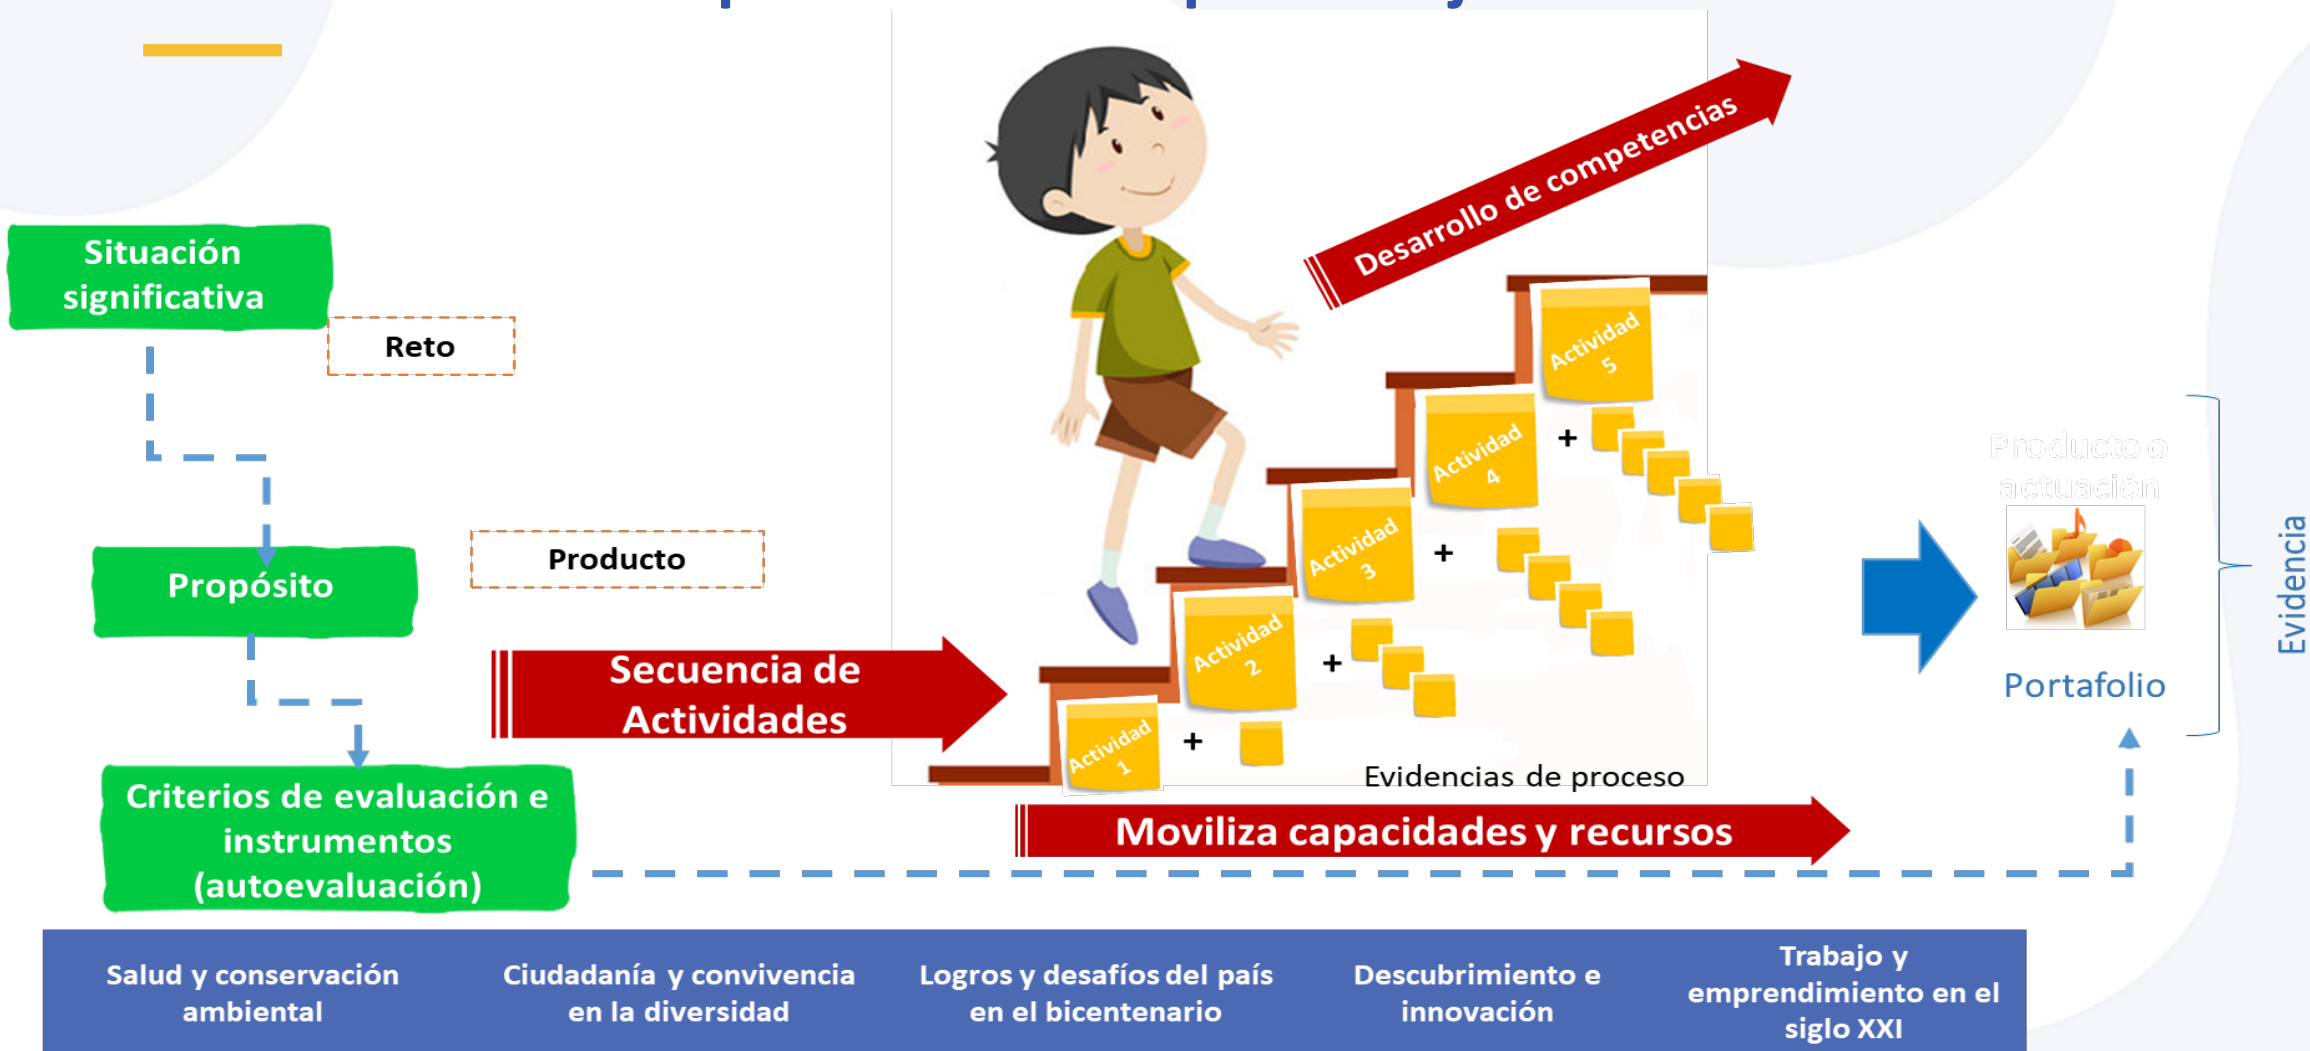 Situación
significativa
Reto
Propósito
Producto
Secuencia de
Actividades
Criterios de evaluación e
instrumentos
(autoevaluación)
Desarrollo de competencias
Actividad
5
Actividad
4
Actividad
3
Actividad
2
Actividad
1
+
+
+
+
Evidencias de proceso
Moviliza capacidades y recursos
Producto o
actuación
Portafolio
Evidencia
Salud y conservación
ambiental
Ciudadanía y convivencia
en la diversidad
Logros y desafíos del país
en el bicentenario
Descubrimiento e
innovación
Trabajo y
emprendimiento en el
siglo XXI